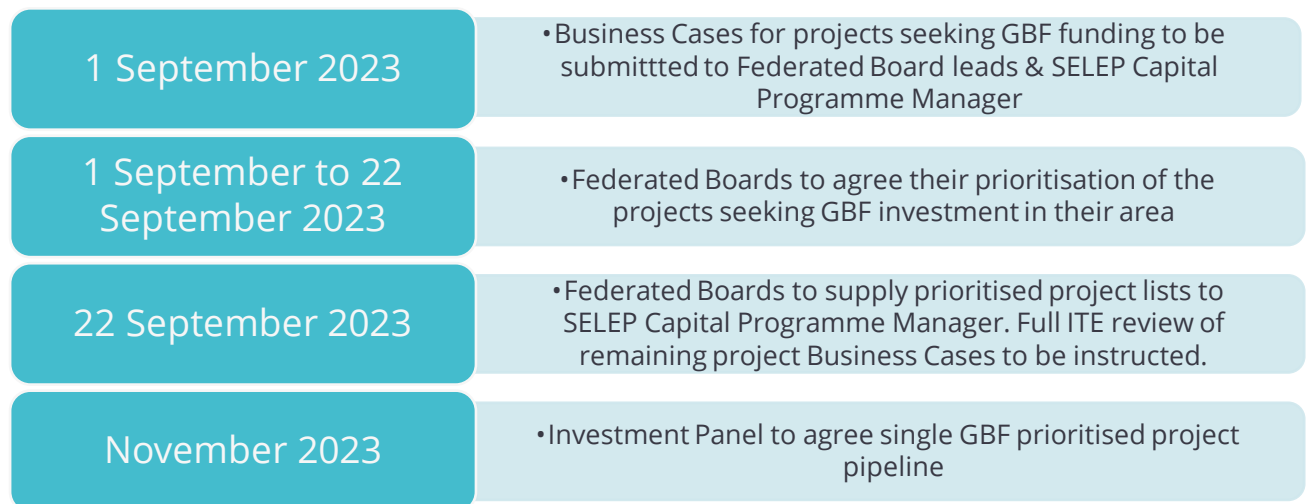 1 September 2023
•Business Cases for projects seeking GBF funding to be
submittted to Federated Board leads & SELEP Capital
Programme Manager
1 September to 22
September 2023
•Federated Boards to agree their prioritisation of the
projects seeking GBF investment in their area
22 September 2023
•Federated Boards to supply prioritised project lists to
SELEP Capital Programme Manager. Full ITE review of
remaining project Business Cases to be instructed.
November 2023
•Investment Panel to agree single GBF prioritised project
pipeline